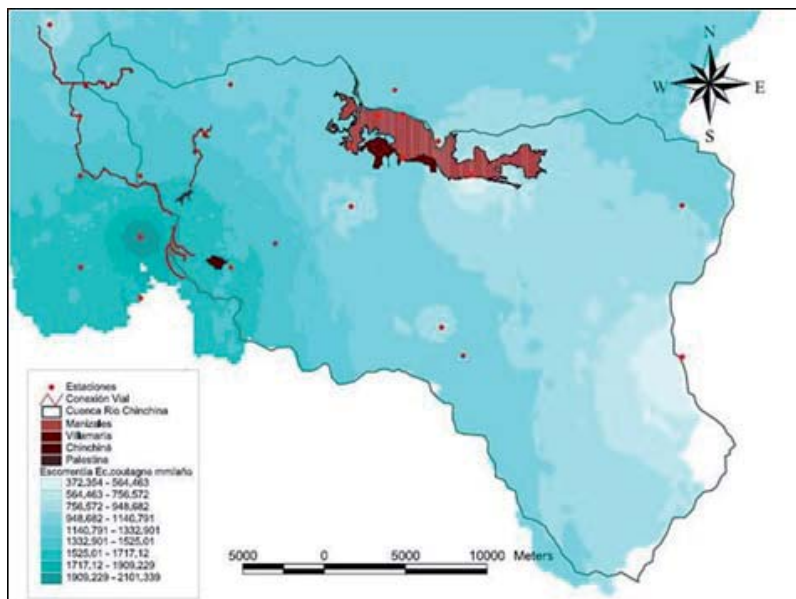 N
W E
S
Estaciones
Conexión Vial
Cuenca Rio Chinchina
Manizales
Villamaria
Chinchiná
Palestina
Escorrentia Ec.coutagne mm/año
372,354 - 564,463
564,463 - 756,572
756,572 - 948,682
948,682 - 1140,791
1140,791 - 1332,901
1332,901 - 1525,01
1525,01 - 1717,12
1717,12 - 1909,229
1909,229 - 2101,339
5000 0 5000 10000 Meters